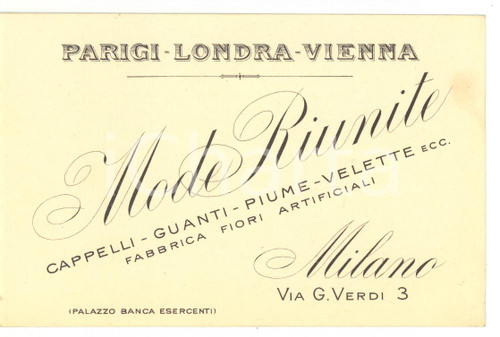 PARIGI-LONDRA-VIENNA
Mode Riunite
CAPPELLI-GUANTI-PIUME-VELETTE ECC.
FABBRICA FIORI ARTIFICIALI
Milano
VIA G. VERDI 3
(PALAZZO BANCA ESERCENTI)